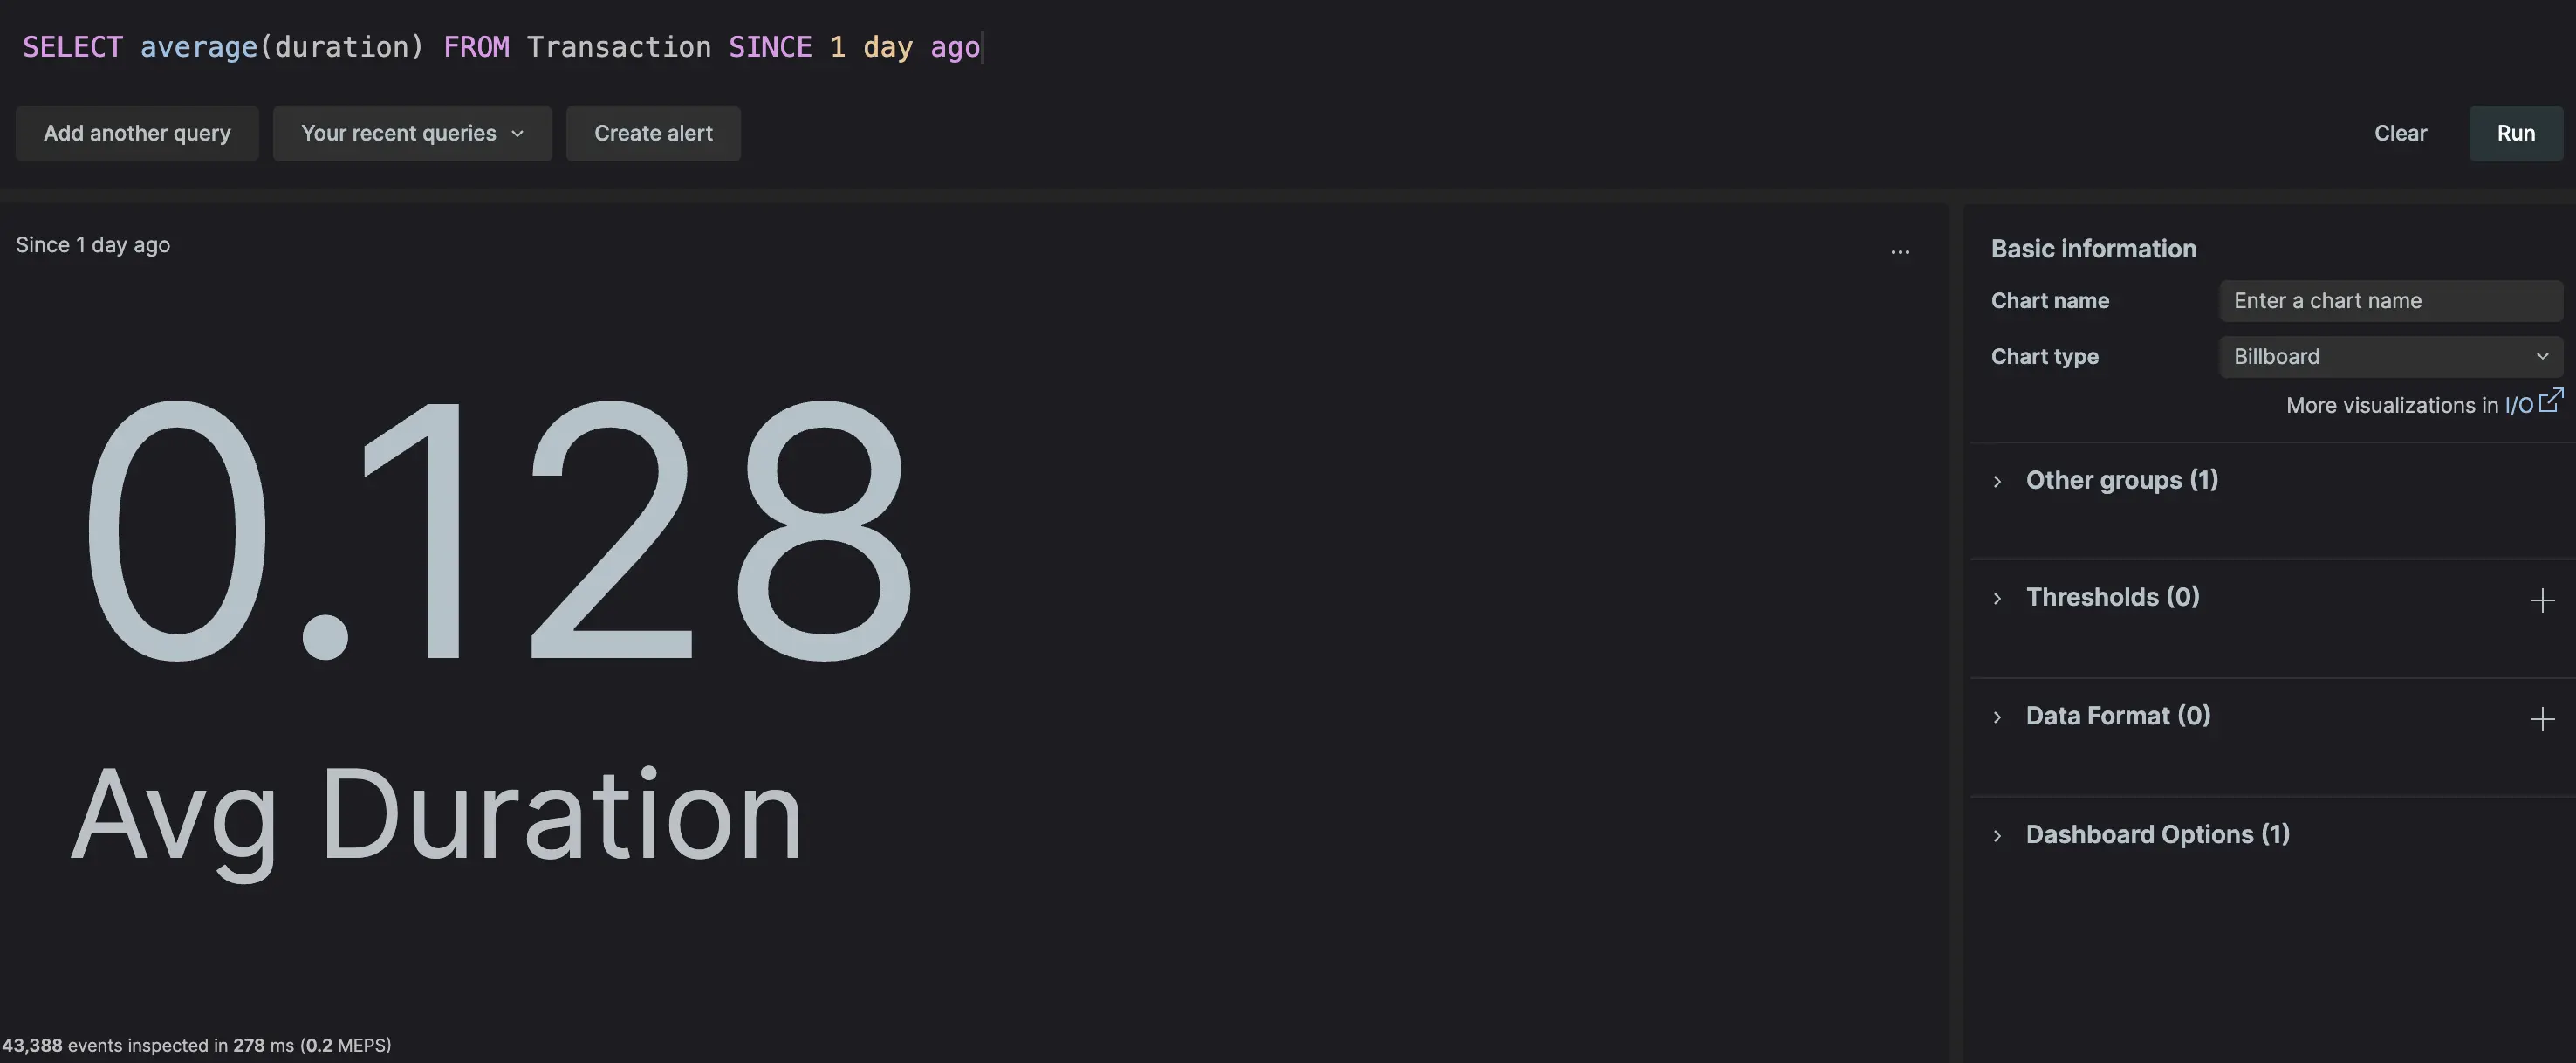 SELECT average(duration) FROM Transaction SINCE 1 day ago
Add another query Your recent queries Create alert Clear Run
Since 1 day ago
...
0.128
Avg Duration
43,388 events inspected in 278 ms (0.2 MEPS)
Basic information
Chart name Enter a chart name
Chart type Billboard
More visualizations in I/O
Other groups (1)
Thresholds (0)
Data Format (0)
Dashboard Options (1)